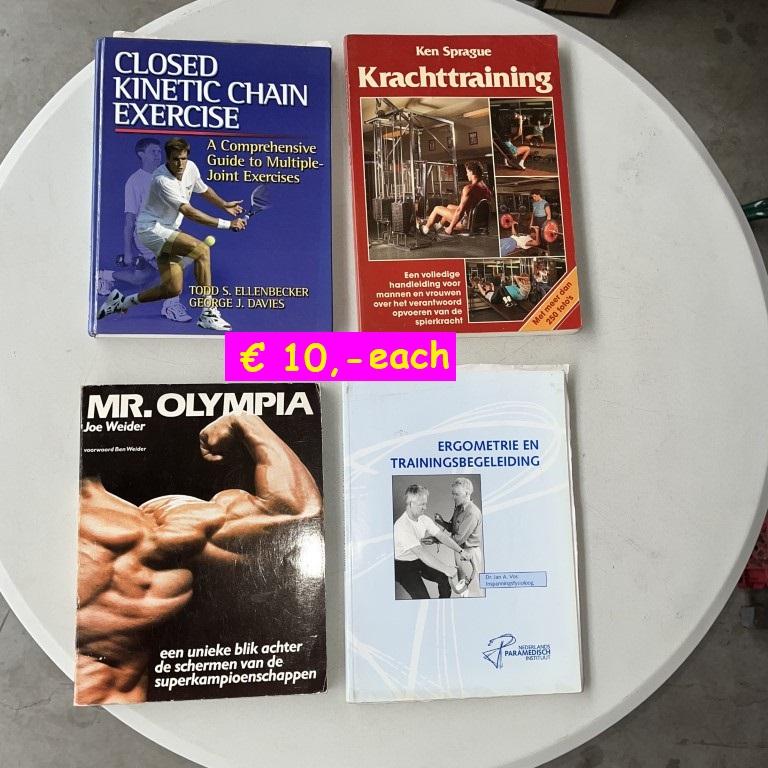 CLOSED
KINETIC CHAIN
EXERCISE
A Comprehensive
Guide to Multiple-
Joint Exercises
TODD S. ELLENBECKER
GEORGE J. DAVIES
Ken Sprague
Krachttraining
Een volledige
handleiding voor
mannen en vrouwen
over het verantwoord
opvoeren van de
spierkracht
Met meer dan
250 foto's
€ 10,- each
MR. OLYMPIA
Joe Weider
voorwoord Ben Weider
een unieke blik achter
de schermen van de
superkampioenschappen
ERGOMETRIE EN
TRAININGSBEGELEIDING
Dr. Jan A. Vos
Inspanningsfysioloog
NEDERLANDS
PARAMEDISCH
INSTITUUT